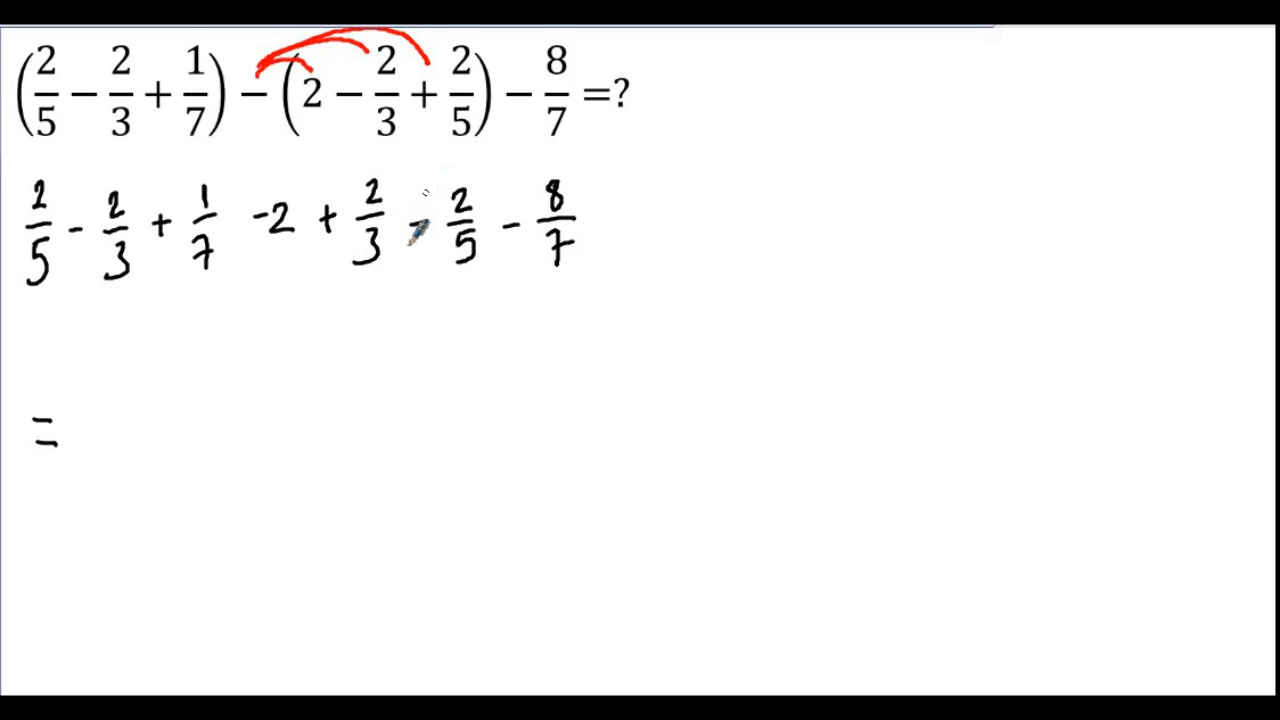 (2/5 − 2/3 + 1/7) − (2 − 2/3 + 2/5) − 8/7 =?
2/5 - 2/3 + 1/7 -2 + 2/3 - 2/5 - 8/7
=